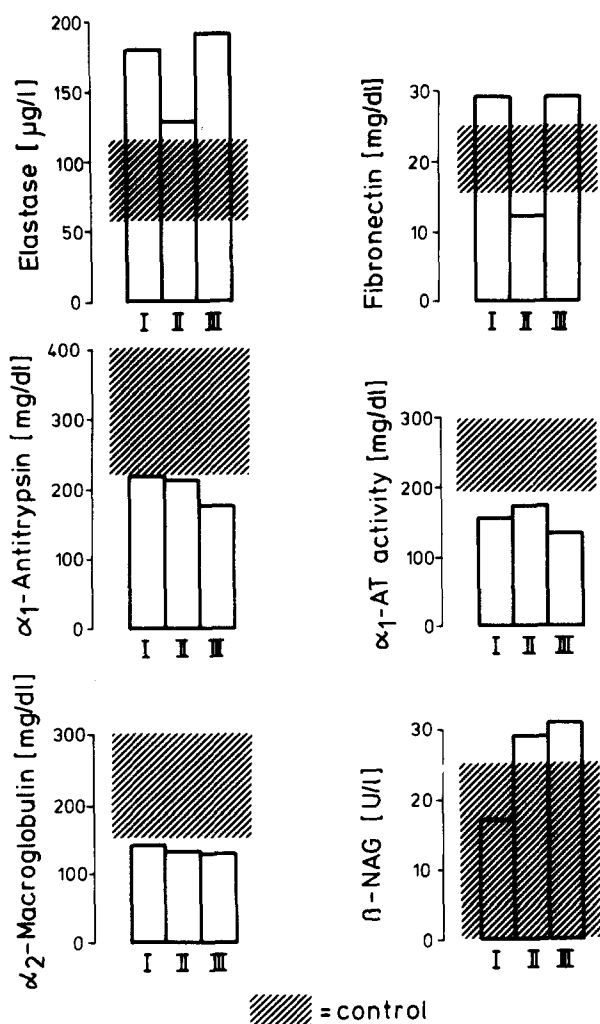 Elastase [µg/l]
200
150
100
50
0
I II III
Fibronectin [mg/dl]
30
20
10
0
I II III
α1-Antitrypsin [mg/dl]
400
300
200
100
0
I II III
α1-AT activity [mg/dl]
300
200
100
0
I II III
α2-Macroglobulin [mg/dl]
300
200
100
0
I II III
β-NAG [U/l]
30
20
10
0
I II III
= control